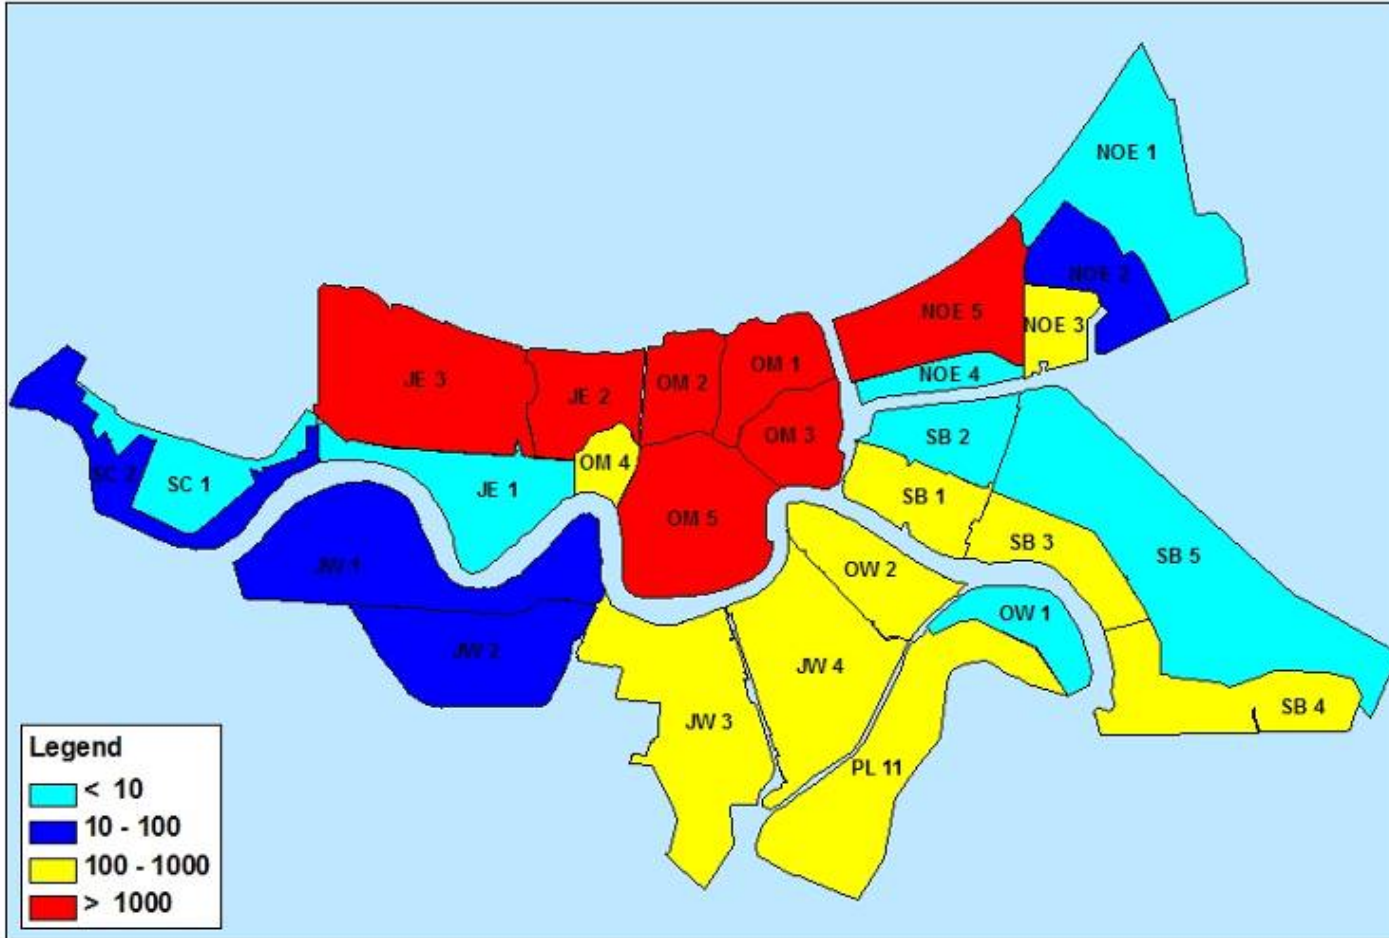 NOE 1
NOE 2
NOE 5
NOE 3
OM 1
NOE 4
JE 3
JE 2
OM 2
OM 3
SB 2
OM 4
SC 2
SC 1
JE 1
SB 1
OM 5
SB 3
SB 5
JW 1
OW 2
OW 1
JW 2
JW 4
JW 3
SB 4
PL 11
Legend
< 10
10 - 100
100 - 1000
> 1000